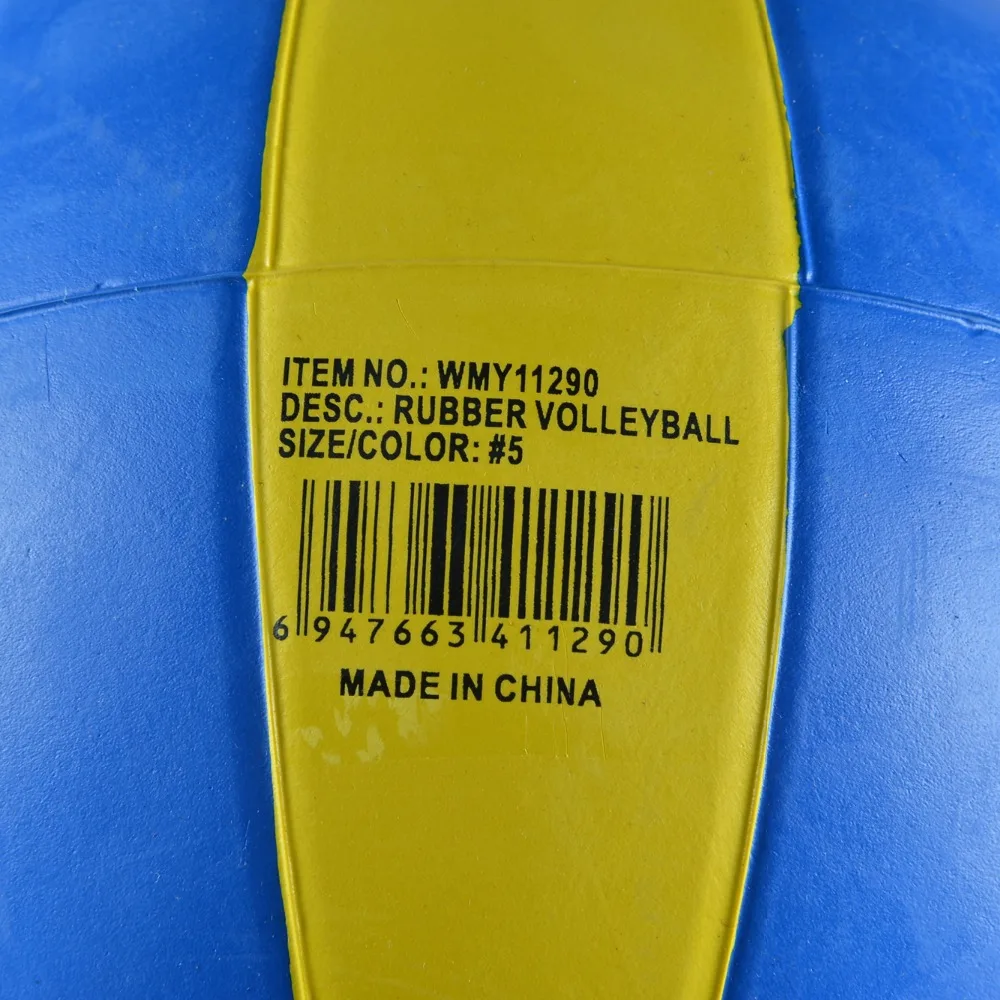 ITEM NO.: WMY11290
DESC.: RUBBER VOLLEYBALL
SIZE/COLOR: #5
6 947663 411290
MADE IN CHINA